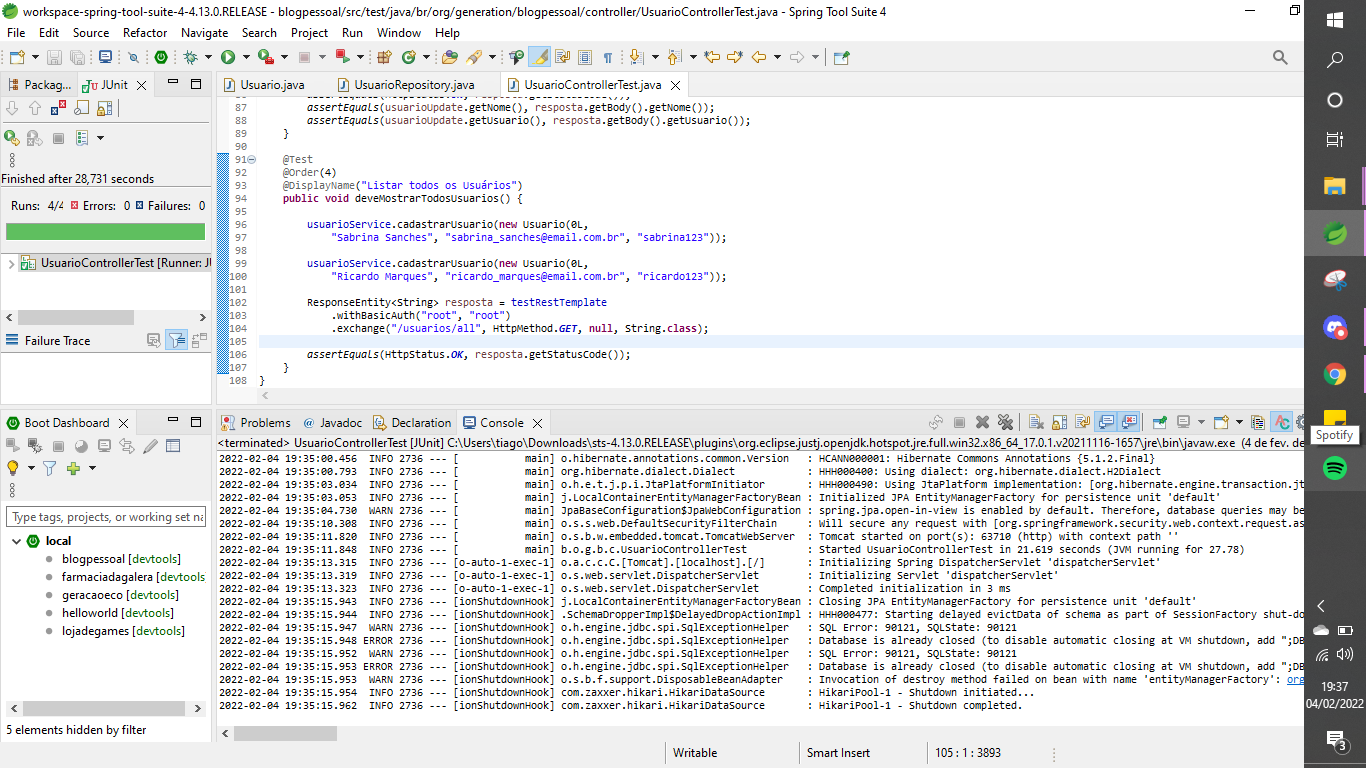 workspace-spring-tool-suite-4-4.13.0.RELEASE - blogpessoal/src/test/java/br/org/generation/blogpessoal/controller/UsuarioControllerTest.java - Spring Tool Suite 4
File Edit Source Refactor Navigate Search Project Run Window Help
Packag... JUnit
Usuario.java UsuarioRepository.java UsuarioControllerTest.java
Finished after 28,731 seconds
Runs: 4/4 Errors: 0 Failures: 0
UsuarioControllerTest [Runner: JU
Failure Trace
87 assertEquals(usuarioUpdate.getNome(), resposta.getBody().getNome());
88 assertEquals(usuarioUpdate.getUsuario(), resposta.getBody().getUsuario());
89 }
90
91 @Test
92 @Order(4)
93 @DisplayName("Listar todos os Usuários")
94 public void deveMostrarTodosUsuarios() {
95
96 usuarioService.cadastrarUsuario(new Usuario(0L,
97 "Sabrina Sanches", "sabrina_sanches@email.com.br", "sabrina123"));
98
99 usuarioService.cadastrarUsuario(new Usuario(0L,
100 "Ricardo Marques", "ricardo_marques@email.com.br", "ricardo123"));
101
102 ResponseEntity<String> resposta = testRestTemplate
103 .withBasicAuth("root", "root")
104 .exchange("/usuarios/all", HttpMethod.GET, null, String.class);
105
106 assertEquals(HttpStatus.OK, resposta.getStatusCode());
107 }
108 }
Boot Dashboard
Type tags, projects, or working set na
local
blogpessoal [devtools]
farmaciadagalera [devtools]
geracaoeco [devtools]
helloworld [devtools]
lojadegames [devtools]
5 elements hidden by filter
Problems @ Javadoc Declaration Console
<terminated> UsuarioControllerTest [JUnit] C:\Users\tiago\Downloads\sts-4.13.0.RELEASE\plugins\org.eclipse.justj.openjdk.hotspot.jre.full.win32.x86_64_17.0.1.v20211116-1657\jre\bin\javaw.exe (4 de fev. de
2022-02-04 19:35:00.456 INFO 2736 --- [ main] o.hibernate.annotations.common.Version : HCANN000001: Hibernate Commons Annotations {5.1.2.Final}
2022-02-04 19:35:00.793 INFO 2736 --- [ main] org.hibernate.dialect.Dialect : HHH000400: Using dialect: org.hibernate.dialect.H2Dialect
2022-02-04 19:35:03.034 INFO 2736 --- [ main] o.h.e.t.j.p.i.JtaPlatformInitiator : HHH000490: Using JtaPlatform implementation: [org.hibernate.engine.transaction.jt
2022-02-04 19:35:03.053 INFO 2736 --- [ main] j.LocalContainerEntityManagerFactoryBean : Initialized JPA EntityManagerFactory for persistence unit 'default'
2022-02-04 19:35:04.730 WARN 2736 --- [ main] JpaBaseConfiguration$JpaWebConfiguration : spring.jpa.open-in-view is enabled by default. Therefore, database queries may be
2022-02-04 19:35:10.308 INFO 2736 --- [ main] o.s.s.web.DefaultSecurityFilterChain : Will secure any request with [org.springframework.security.web.context.request.as
2022-02-04 19:35:11.820 INFO 2736 --- [ main] o.s.b.w.embedded.tomcat.TomcatWebServer : Tomcat started on port(s): 63710 (http) with context path ''
2022-02-04 19:35:11.848 INFO 2736 --- [ main] b.o.g.b.c.UsuarioControllerTest : Started UsuarioControllerTest in 21.619 seconds (JVM running for 27.78)
2022-02-04 19:35:13.315 INFO 2736 --- [o-auto-1-exec-1] o.a.c.c.C.[Tomcat].[localhost].[/] : Initializing Spring DispatcherServlet 'dispatcherServlet'
2022-02-04 19:35:13.319 INFO 2736 --- [o-auto-1-exec-1] o.s.web.servlet.DispatcherServlet : Initializing Servlet 'dispatcherServlet'
2022-02-04 19:35:13.323 INFO 2736 --- [o-auto-1-exec-1] o.s.web.servlet.DispatcherServlet : Completed initialization in 3 ms
2022-02-04 19:35:15.943 INFO 2736 --- [ionShutdownHook] j.LocalContainerEntityManagerFactoryBean : Closing JPA EntityManagerFactory for persistence unit 'default'
2022-02-04 19:35:15.944 INFO 2736 --- [ionShutdownHook] .SchemaDropperImpl$DelayedDropActionImpl : HHH000477: Starting delayed evictData of schema as part of SessionFactory shut-do
2022-02-04 19:35:15.947 WARN 2736 --- [ionShutdownHook] o.h.engine.jdbc.spi.SqlExceptionHelper : SQL Error: 90121, SQLState: 90121
2022-02-04 19:35:15.948 ERROR 2736 --- [ionShutdownHook] o.h.engine.jdbc.spi.SqlExceptionHelper : Database is already closed (to disable automatic closing at VM shutdown, add ";DB
2022-02-04 19:35:15.952 WARN 2736 --- [ionShutdownHook] o.h.engine.jdbc.spi.SqlExceptionHelper : SQL Error: 90121, SQLState: 90121
2022-02-04 19:35:15.953 ERROR 2736 --- [ionShutdownHook] o.h.engine.jdbc.spi.SqlExceptionHelper : Database is already closed (to disable automatic closing at VM shutdown, add ";DB
2022-02-04 19:35:15.953 WARN 2736 --- [ionShutdownHook] o.s.b.f.support.DisposableBeanAdapter : Invocation of destroy method failed on bean with name 'entityManagerFactory': org
2022-02-04 19:35:15.954 INFO 2736 --- [ionShutdownHook] com.zaxxer.hikari.HikariDataSource : HikariPool-1 - Shutdown initiated...
2022-02-04 19:35:15.962 INFO 2736 --- [ionShutdownHook] com.zaxxer.hikari.HikariDataSource : HikariPool-1 - Shutdown completed.
Writable Smart Insert 105 : 1 : 3893
Spotify
19:37
04/02/2022
3